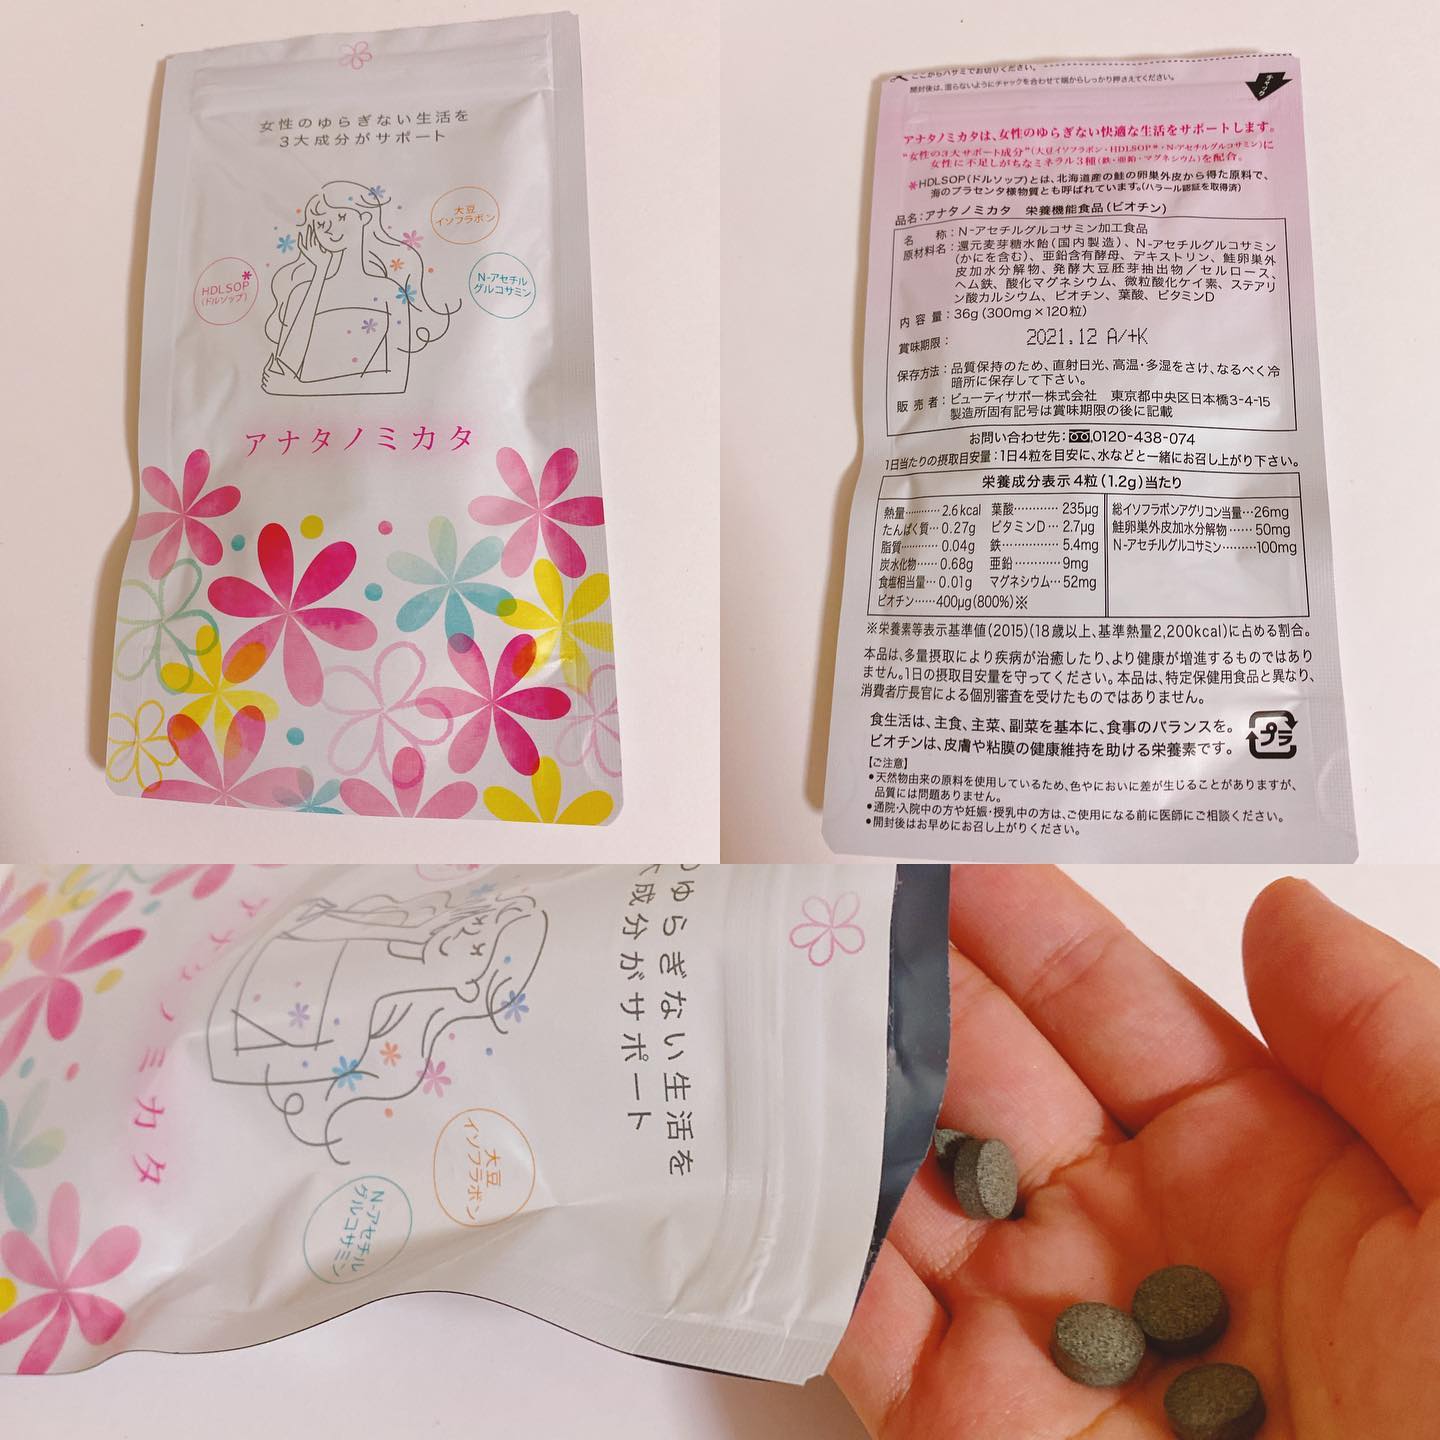 女性のゆらぎない生活を
3大成分がサポート
大豆
イソフラボン
HDLSOP*
(ドルソップ)
N-アセチル
グルコサミン
アナタノミカタ
ここからハサミでお切りください。
開封後は、湿らないようにチャックを合わせて端からしっかり押さえてください。
チャック
アナタノミカタは、女性のゆらぎない快適な生活をサポートします。
"女性の3大サポート成分"(大豆イソフラボン・HDLSOP*・N-アセチルグルコサミン)に
女性に不足しがちなミネラル3種(鉄・亜鉛・マグネシウム)を配合。
*HDLSOP(ドルソップ)とは、北海道産の鮭の卵巣外皮から得た原料で、
海のプラセンタ様物質とも呼ばれています。(ハラール認証を取得済)
品名:アナタノミカタ 栄養機能食品(ビオチン)
名 称:N-アセチルグルコサミン加工食品
原材料名:還元麦芽糖水飴(国内製造)、N-アセチルグルコサミン
(かにを含む)、亜鉛含有酵母、デキストリン、鮭卵巣外
皮加水分解物、発酵大豆胚芽抽出物/セルロース、
ヘム鉄、酸化マグネシウム、微粒酸化ケイ素、ステアリ
ン酸カルシウム、ビオチン、葉酸、ビタミンD
内 容 量:36g(300mg×120粒)
賞味期限: 2021.12 A/+K
保存方法:品質保持のため、直射日光、高温・多湿をさけ、なるべく冷
暗所に保存して下さい。
販 売 者:ビューティサポー株式会社 東京都中央区日本橋3-4-15
製造所固有記号は賞味期限の後に記載
お問い合わせ先:0120-438-074
1日当たりの摂取目安量:1日4粒を目安に、水などと一緒にお召し上がり下さい。
栄養成分表示 4粒(1.2g)当たり
熱量………2.6kcal 葉酸…………235μg 総イソフラボンアグリコン当量…26mg
たんぱく質…0.27g ビタミンD…2.7μg 鮭卵巣外皮加水分解物……50mg
脂質…………0.04g 鉄……………5.4mg N-アセチルグルコサミン………100mg
炭水化物…0.68g 亜鉛…………9mg
食塩相当量…0.01g マグネシウム…52mg
ビオチン……400μg(800%)※
※栄養素等表示基準値(2015)(18歳以上、基準熱量2,200kcal)に占める割合。
本品は、多量摂取により疾病が治癒したり、より健康が増進するものではあり
ません。1日の摂取目安量を守ってください。本品は、特定保健用食品と異なり、
消費者庁長官による個別審査を受けたものではありません。
食生活は、主食、主菜、副菜を基本に、食事のバランスを。
ビオチンは、皮膚や粘膜の健康維持を助ける栄養素です。
プラ
【ご注意】
●天然物由来の原料を使用しているため、色やにおいに差が生じることがありますが、
品質には問題ありません。
●通院・入院中の方や妊娠・授乳中の方は、ご使用になる前に医師にご相談ください。
●開封後はお早めにお召し上がりください。
のゆらぎない生活を
成分がサポート
大豆
イソフラボン
N-アセチル
グルコサミン
アナタノミカタ